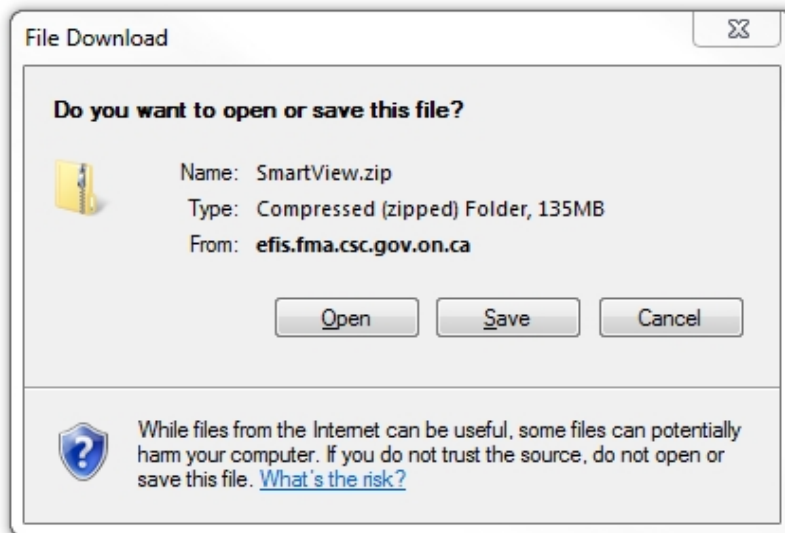 File Download
Do you want to open or save this file?
Name: SmartView.zip
Type: Compressed (zipped) Folder, 135MB
From: efis.fma.csc.gov.on.ca
Open Save Cancel
While files from the Internet can be useful, some files can potentially
harm your computer. If you do not trust the source, do not open or
save this file. What's the risk?